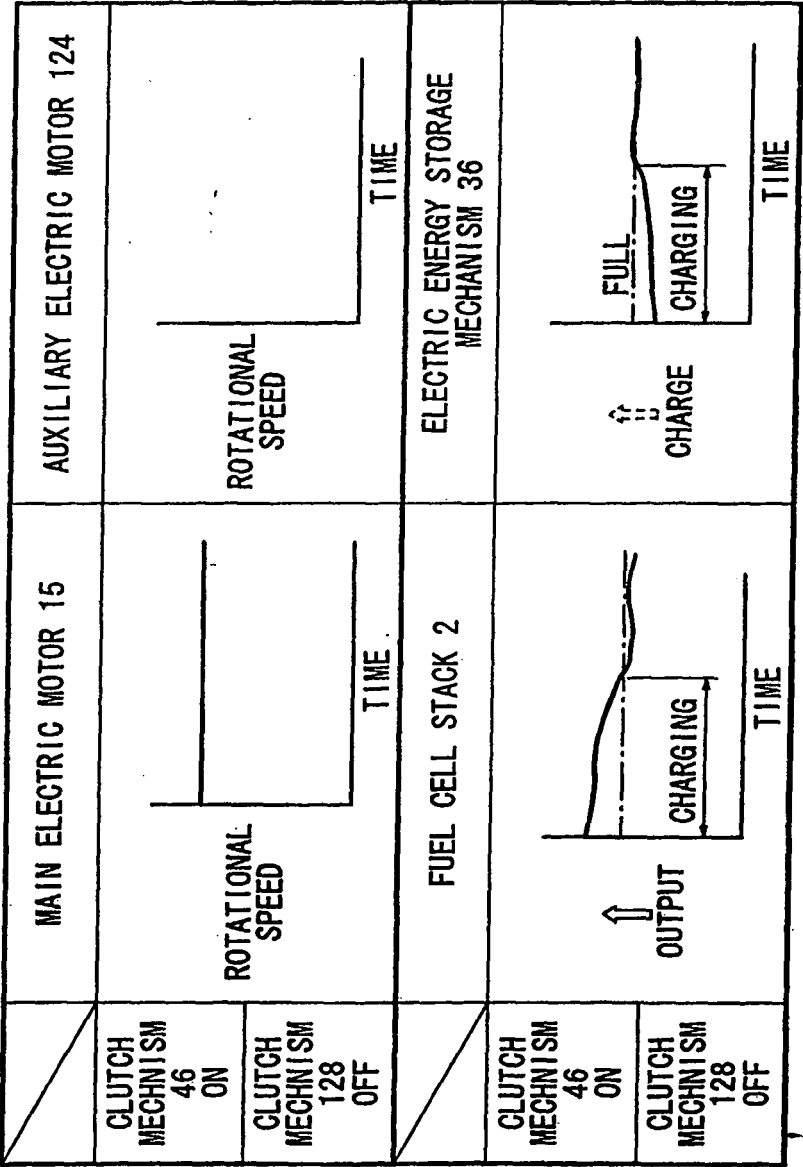 MAIN ELECTRIC MOTOR 15
AUXILIARY ELECTRIC MOTOR 124
CLUTCH
MECHNISM
46
ON
CLUTCH
MECHNISM
128
OFF
ROTATIONAL
SPEED
TIME
ROTATIONAL
SPEED
TIME
FUEL CELL STACK 2
ELECTRIC ENERGY STORAGE
MECHANISM 36
CLUTCH
MECHNISM
46
ON
CLUTCH
MECHNISM
128
OFF
OUTPUT
CHARGING
TIME
CHARGE
FULL
CHARGING
TIME